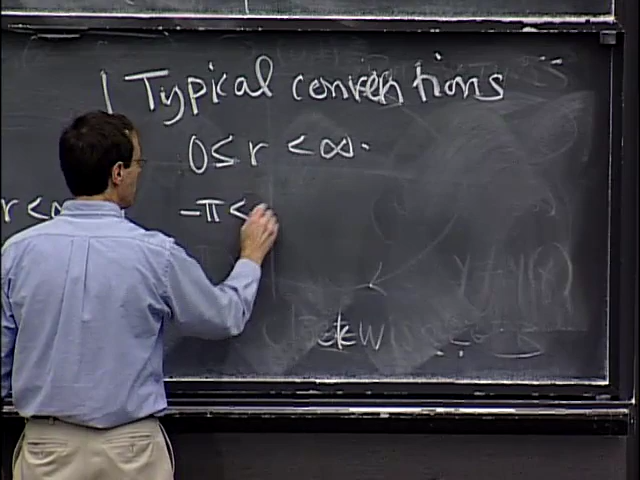 Typical conventions
0 ≤ r < ∞.
r < ∞
-π <